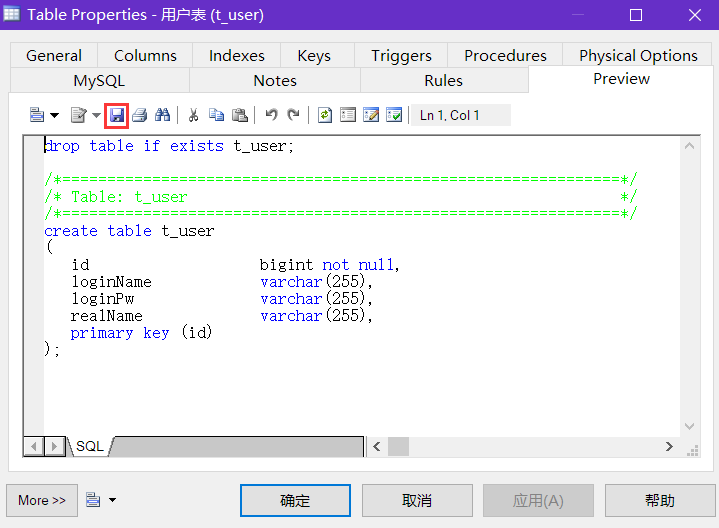 Table Properties - 用户表 (t_user)
General Columns Indexes Keys Triggers Procedures Physical Options
MySQL Notes Rules Preview
Ln 1, Col 1
drop table if exists t_user;
/*==============================================================*/
/* Table: t_user                                                */
/*==============================================================*/
create table t_user
(
   id                   bigint not null,
   loginName            varchar(255),
   loginPw              varchar(255),
   realName             varchar(255),
   primary key (id)
);
SQL
More >> 确定 取消 应用(A) 帮助